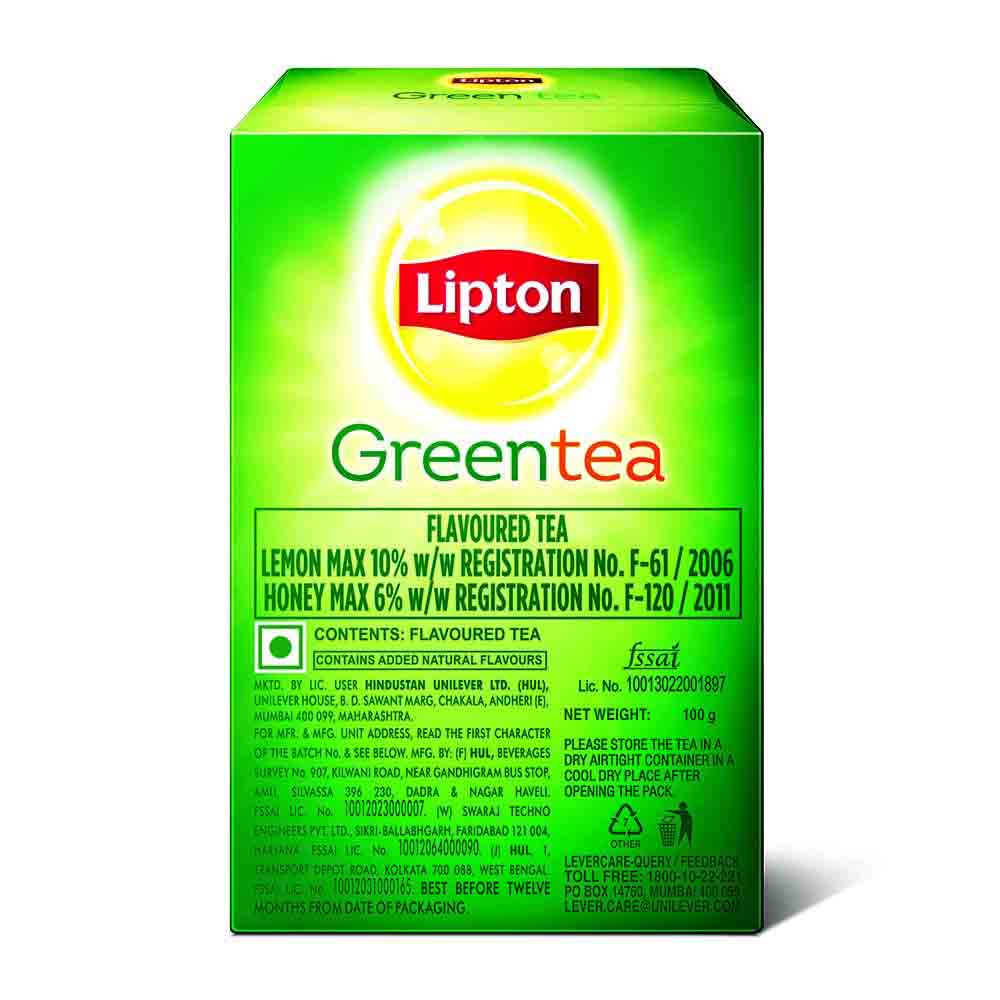 Lipton
Green tea
Lipton
Greentea
FLAVOURED TEA
LEMON MAX 10% w/w REGISTRATION No. F-61 / 2006
HONEY MAX 6% w/w REGISTRATION No. F-120 / 2011
CONTENTS: FLAVOURED TEA
CONTAINS ADDED NATURAL FLAVOURS
MKTD. BY LIC. USER HINDUSTAN UNILEVER LTD. (HUL),
UNILEVER HOUSE, B. D. SAWANT MARG, CHAKALA, ANDHERI (E),
MUMBAI 400 099, MAHARASHTRA.
FOR MFR. & MFG. UNIT ADDRESS, READ THE FIRST CHARACTER
OF THE BATCH No. & SEE BELOW. MFG. BY: (F) HUL, BEVERAGES
SURVEY No. 907, KILWANI ROAD, NEAR GANDHIGRAM BUS STOP,
AMLI, SILVASSA 396 230, DADRA & NAGAR HAVELI.
FSSAI LIC. No. 10012023000007. (W) SWARAJ TECHNO
ENGINEERS PVT. LTD., SIKRI-BALLABHGARH, FARIDABAD 121 004,
HARYANA. FSSAI LIC. No. 10012064000090. (J) HUL, 1,
TRANSPORT DEPOT ROAD, KOLKATA 700 088, WEST BENGAL.
FSSAI LIC. No. 10012031000165. BEST BEFORE TWELVE
MONTHS FROM DATE OF PACKAGING.
fssai
Lic. No. 10013022001897
NET WEIGHT: 100 g
PLEASE STORE THE TEA IN A
DRY AIRTIGHT CONTAINER IN A
COOL DRY PLACE AFTER
OPENING THE PACK.
7
OTHER
LEVERCARE-QUERY / FEEDBACK
TOLL FREE: 1800-10-22-221
PO BOX 14760, MUMBAI 400 099
LEVER.CARE@UNILEVER.COM